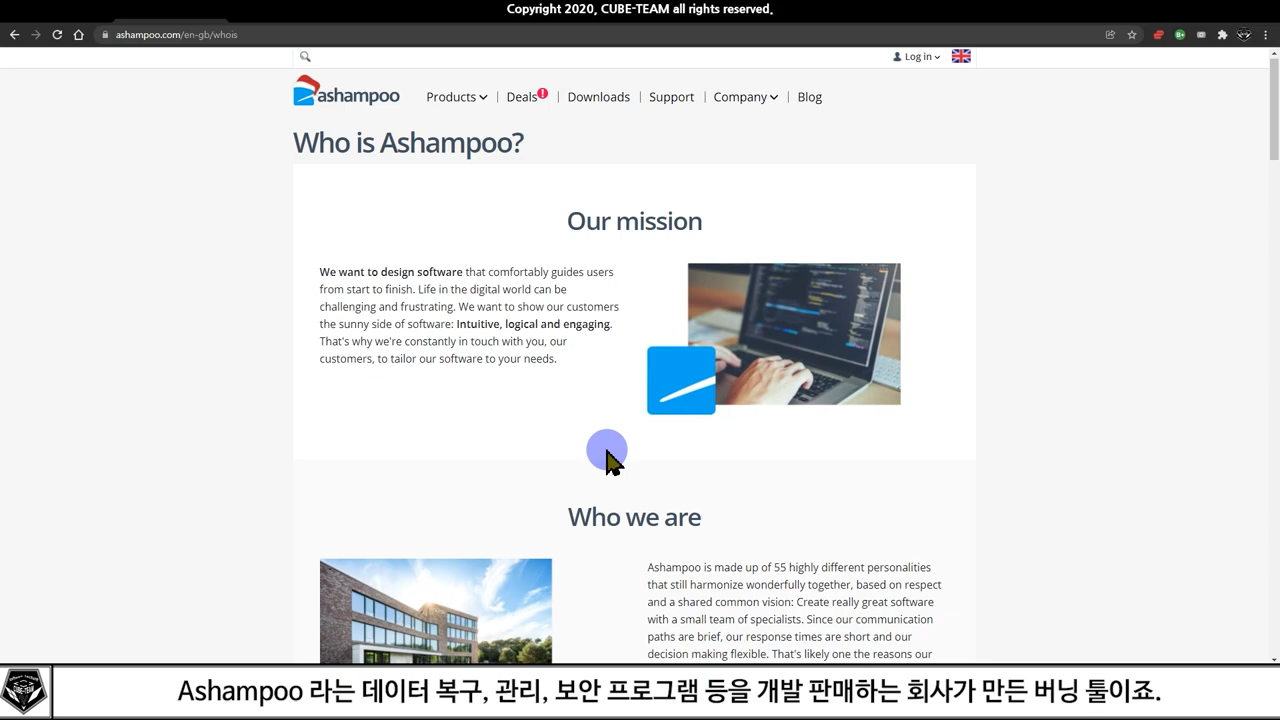 Copyright 2020, CUBE-TEAM all rights reserved.
ashampoo.com/en-gb/whois
Log in
ashampoo
Products
Deals
Downloads
Support
Company
Blog
Who is Ashampoo?
Our mission
We want to design software that comfortably guides users
from start to finish. Life in the digital world can be
challenging and frustrating. We want to show our customers
the sunny side of software: Intuitive, logical and engaging.
That's why we're constantly in touch with you, our
customers, to tailor our software to your needs.
Who we are
Ashampoo is made up of 55 highly different personalities
that still harmonize wonderfully together, based on respect
and a shared common vision: Create really great software
with a small team of specialists. Since our communication
paths are brief, our response times are short and our
decision making flexible. That's likely one the reasons our
CUBE-TEAM
Ashampoo 라는 데이터 복구, 관리, 보안 프로그램 등을 개발 판매하는 회사가 만든 버닝 툴이죠.